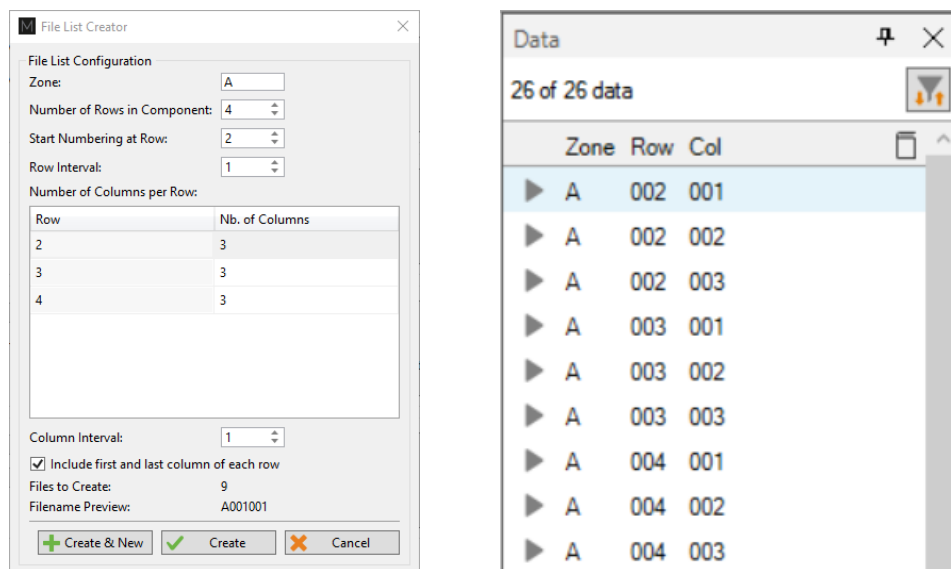 M File List Creator
File List Configuration
Zone: A
Number of Rows in Component: 4
Start Numbering at Row: 2
Row Interval: 1
Number of Columns per Row:
Row Nb. of Columns
2 3
3 3
4 3
Column Interval: 1
Include first and last column of each row
Files to Create: 9
Filename Preview: A001001
Create & New Create Cancel
Data
26 of 26 data
Zone Row Col
A 002 001
A 002 002
A 002 003
A 003 001
A 003 002
A 003 003
A 004 001
A 004 002
A 004 003